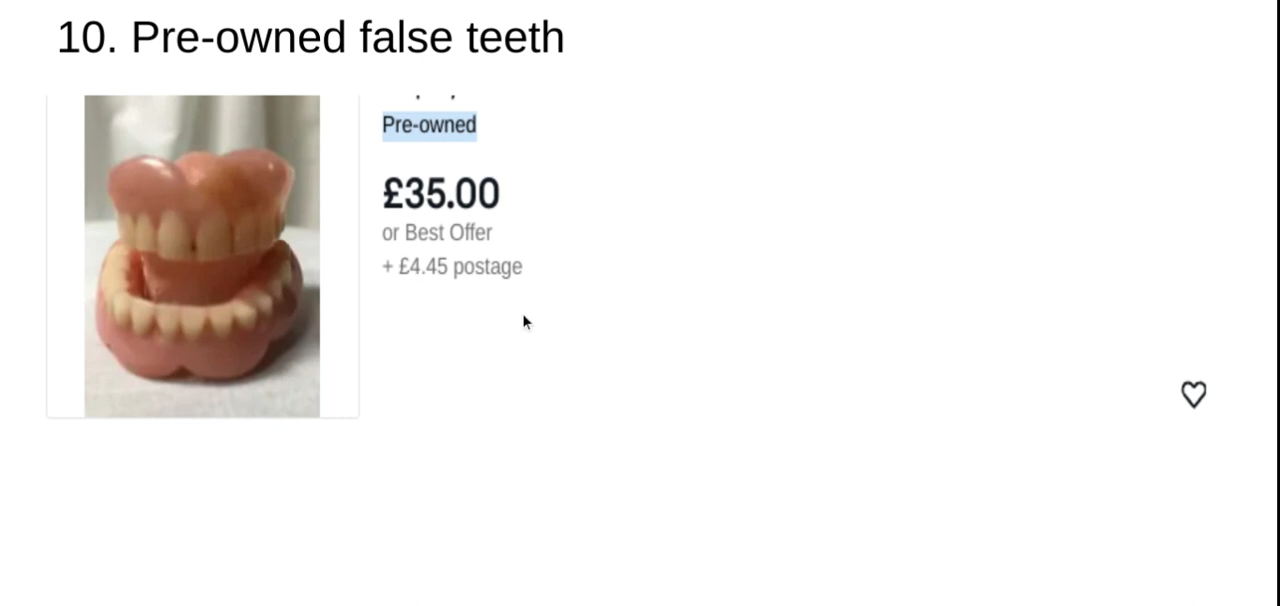 10. Pre-owned false teeth
Pre-owned
£35.00
or Best Offer
+ £4.45 postage